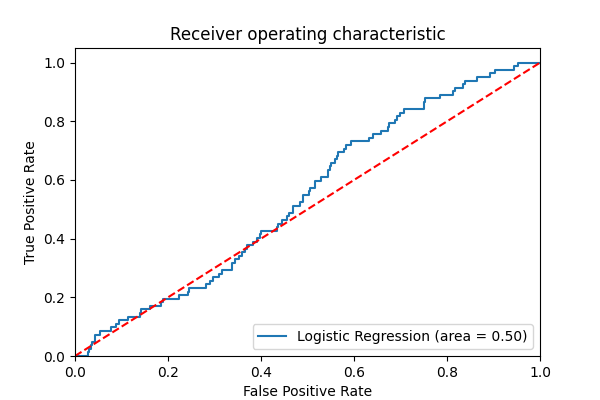 Receiver operating characteristic
1.0
0.8
0.6
0.4
0.2
0.0
True Positive Rate
Logistic Regression (area = 0.50)
0.0 0.2 0.4 0.6 0.8 1.0
False Positive Rate